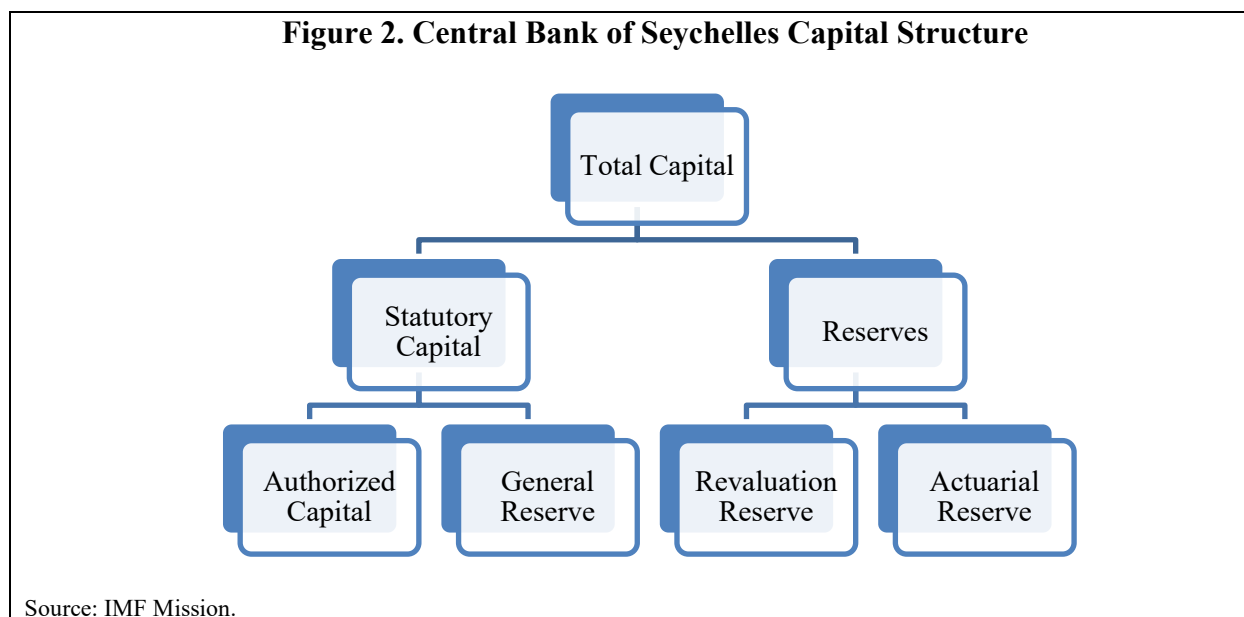 Figure 2. Central Bank of Seychelles Capital Structure
Total Capital
Statutory
Capital
Reserves
Authorized
Capital
General
Reserve
Revaluation
Reserve
Actuarial
Reserve
Source: IMF Mission.